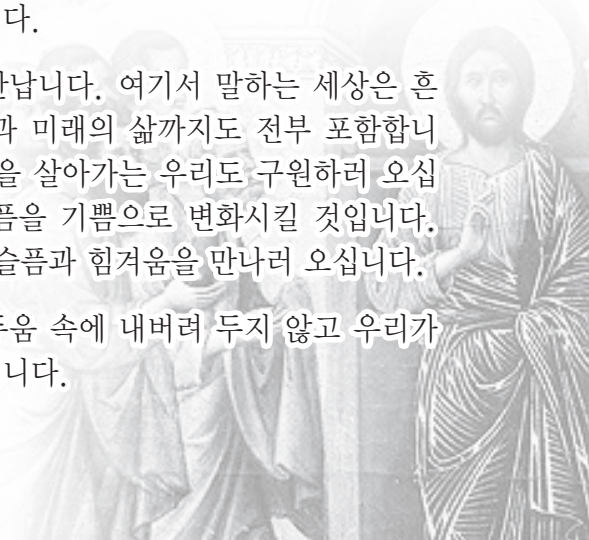 다.
납니다. 여기서 말하는 세상은 흔
과 미래의 삶까지도 전부 포함합니
을 살아가는 우리도 구원하러 오십
픔을 기쁨으로 변화시킬 것입니다.
슬픔과 힘겨움을 만나러 오십니다.
움 속에 내버려 두지 않고 우리가
니다.